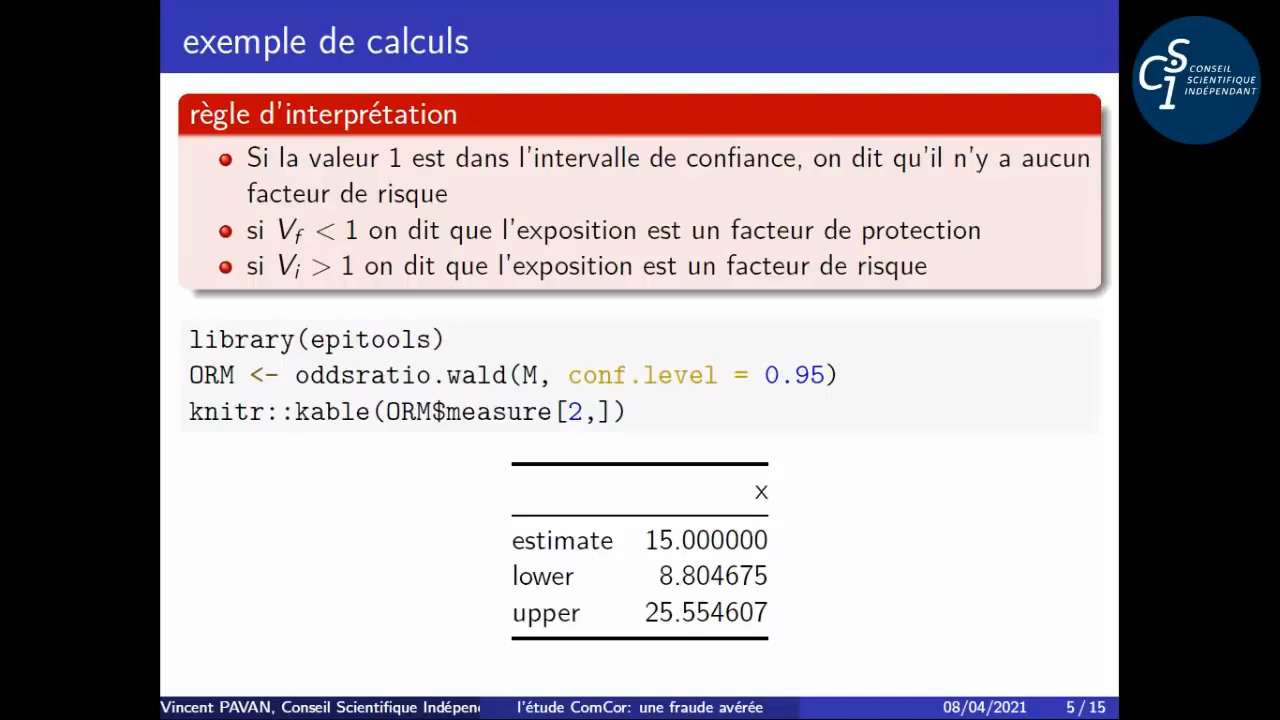 exemple de calculs
CSI
CONSEIL
SCIENTIFIQUE
INDÉPENDANT
règle d'interprétation
Si la valeur 1 est dans l'intervalle de confiance, on dit qu'il n'y a aucun
facteur de risque
si Vf < 1 on dit que l'exposition est un facteur de protection
si Vi > 1 on dit que l'exposition est un facteur de risque
library(epitools)
ORM <- oddsratio.wald(M, conf.level = 0.95)
knitr::kable(ORM$measure[2,])
x
estimate 15.000000
lower 8.804675
upper 25.554607
Vincent PAVAN, Conseil Scientifique Indépen l'étude ComCor: une fraude avérée 08/04/2021 5 / 15